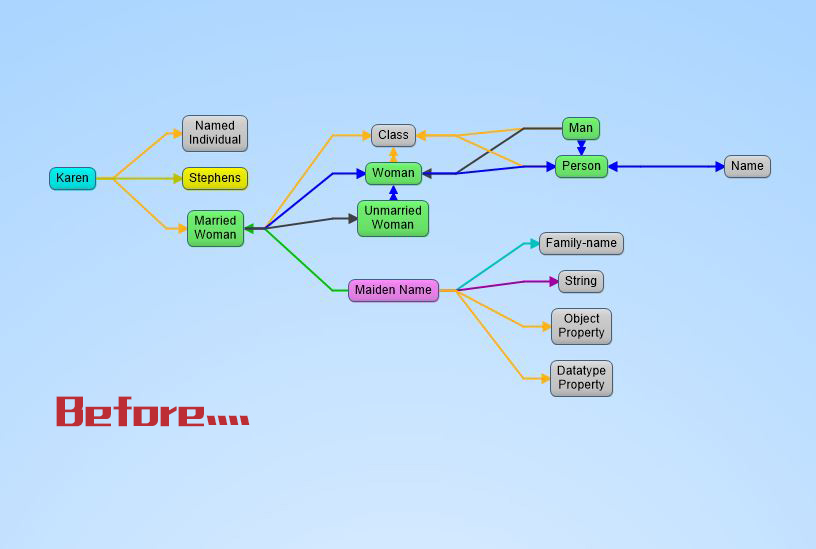 Named
Individual
Class
Man
Karen
Stephens
Woman
Person
Name
Married
Woman
Unmarried
Woman
Family-name
Maiden Name
String
Object
Property
Datatype
Property
Before....